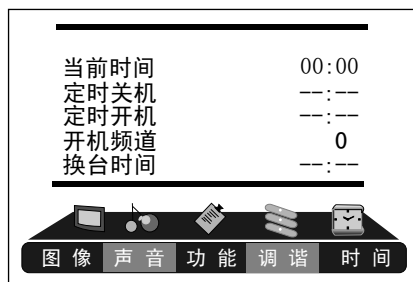 当前时间 00:00
定时关机 --:--
定时开机 --:--
开机频道 0
换台时间 --:--
图像 声音 功能 调谐 时间